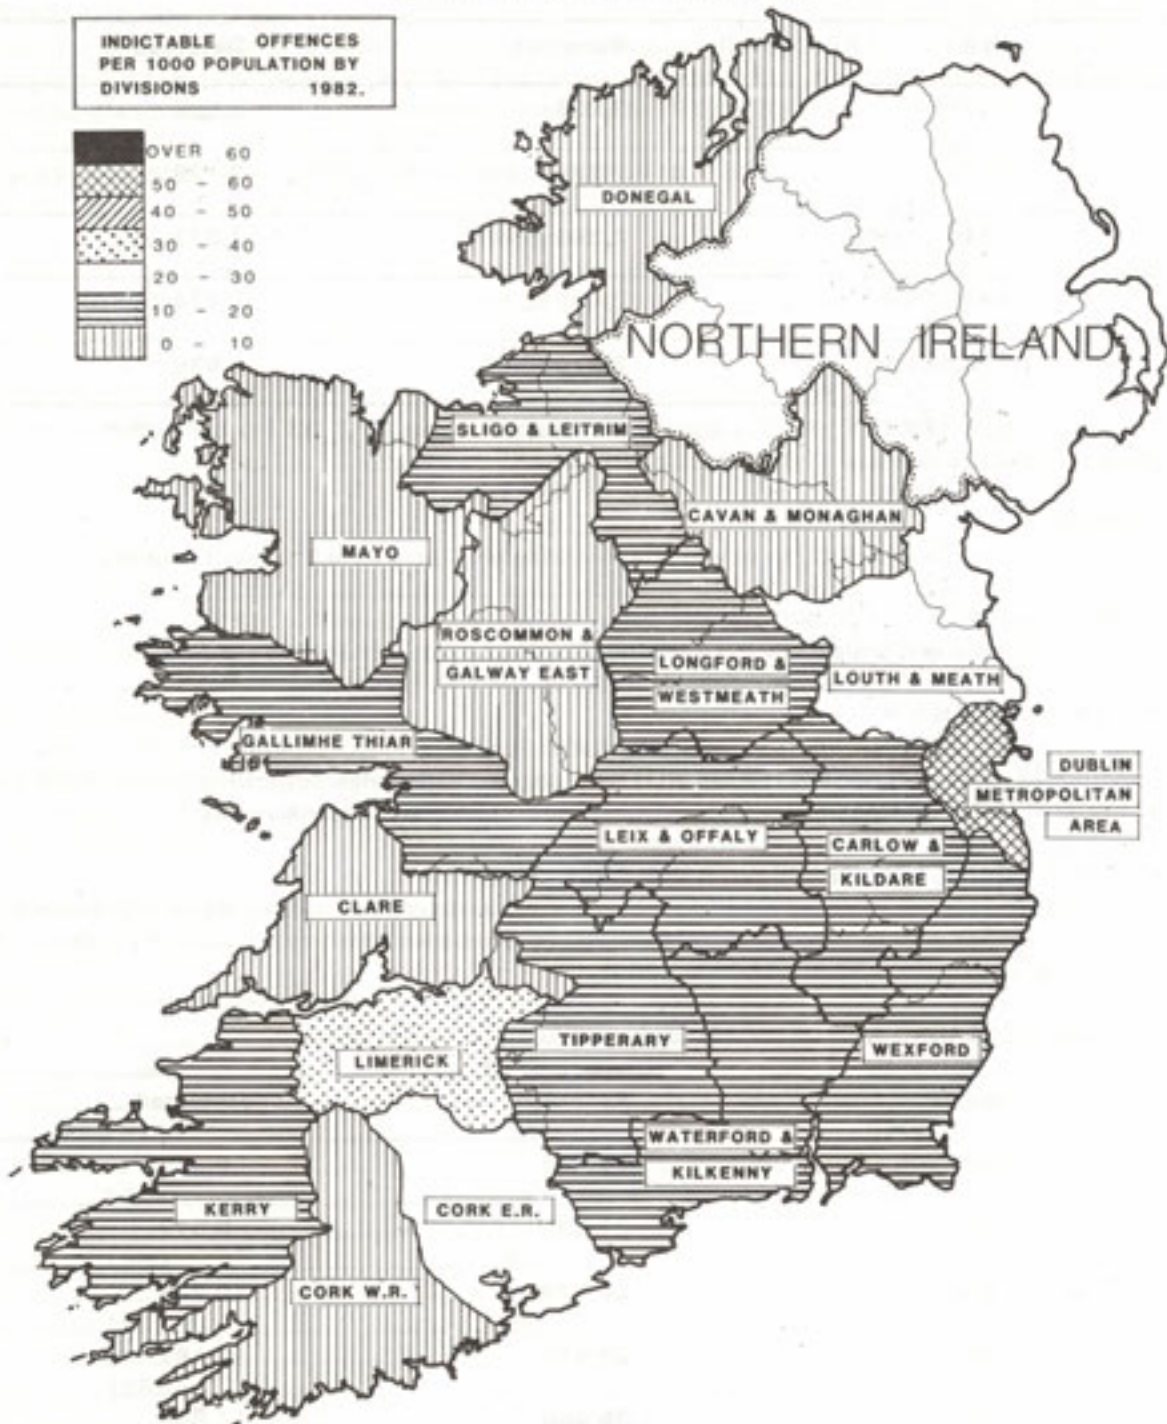 INDICTABLE OFFENCES
PER 1000 POPULATION BY
DIVISIONS 1982.
OVER 60
50 - 60
40 - 50
30 - 40
20 - 30
10 - 20
0 - 10
DONEGAL
NORTHERN IRELAND
SLIGO & LEITRIM
CAVAN & MONAGHAN
MAYO
ROSCOMMON &
GALWAY EAST
LONGFORD &
WESTMEATH
LOUTH & MEATH
GALLIMHE THIAR
DUBLIN
METROPOLITAN
AREA
LEIX & OFFALY
CARLOW &
KILDARE
CLARE
TIPPERARY
WEXFORD
LIMERICK
WATERFORD &
KILKENNY
KERRY
CORK E.R.
CORK W.R.